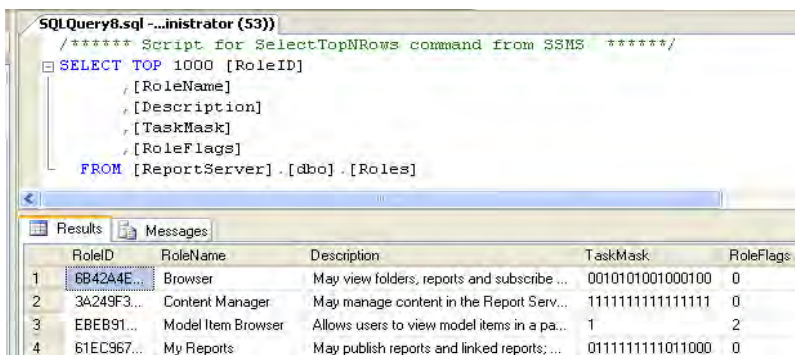 SQLQuery8.sql -...inistrator (53))
/****** Script for SelectTopNRows command from SSMS  ******/
SELECT TOP 1000 [RoleID]
,[RoleName]
,[Description]
,[TaskMask]
,[RoleFlags]
FROM [ReportServer].[dbo].[Roles]
Results Messages
RoleID RoleName Description TaskMask RoleFlags
1 6B42A4E... Browser May view folders, reports and subscribe ... 0010101001000100 0
2 3A249F3... Content Manager May manage content in the Report Serv... 1111111111111111 0
3 EBEB91... Model Item Browser Allows users to view model items in a pa... 1 2
4 61EC967... My Reports May publish reports and linked reports; ... 0111111111011000 0